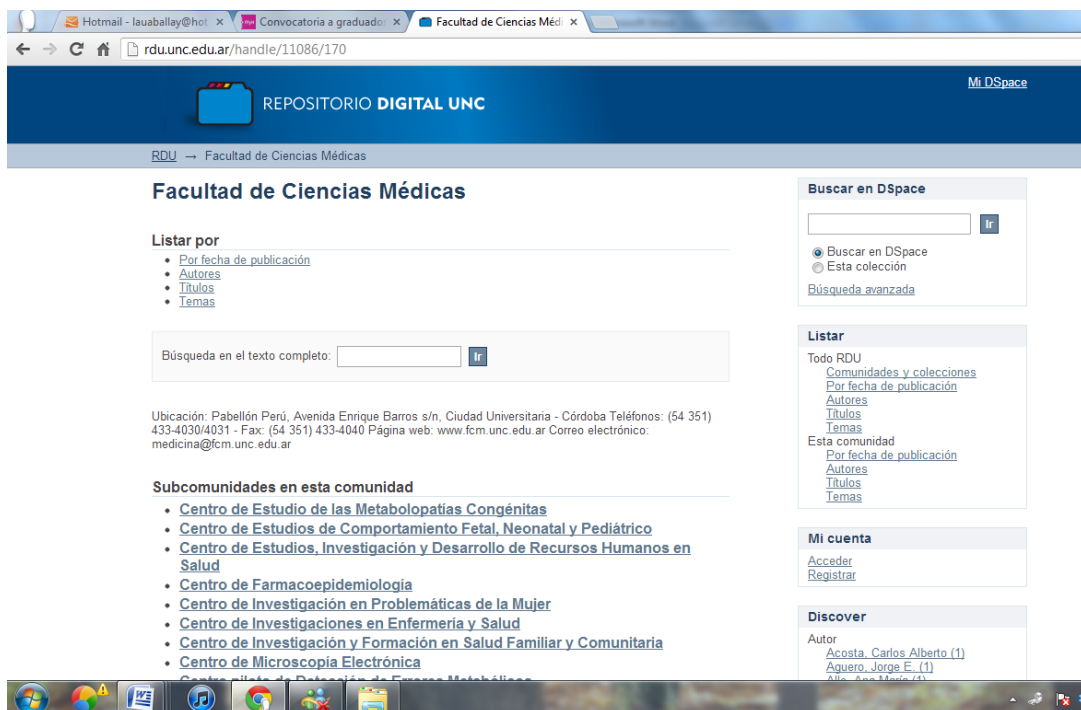 Hotmail - lauaballay@hot
Convocatoria a graduados
Facultad de Ciencias Médi
rdu.unc.edu.ar/handle/11086/170
Mi DSpace
REPOSITORIO DIGITAL UNC
RDU → Facultad de Ciencias Médicas
Facultad de Ciencias Médicas
Listar por
Por fecha de publicación
Autores
Títulos
Temas
Búsqueda en el texto completo:
Ir
Ubicación: Pabellón Perú, Avenida Enrique Barros s/n, Ciudad Universitaria - Córdoba Teléfonos: (54 351)
433-4030/4031 - Fax: (54 351) 433-4040 Página web: www.fcm.unc.edu.ar Correo electrónico:
medicina@fcm.unc.edu.ar
Subcomunidades en esta comunidad
Centro de Estudio de las Metabolopatías Congénitas
Centro de Estudios de Comportamiento Fetal, Neonatal y Pediátrico
Centro de Estudios, Investigación y Desarrollo de Recursos Humanos en
Salud
Centro de Farmacoepidemiología
Centro de Investigación en Problemáticas de la Mujer
Centro de Investigaciones en Enfermería y Salud
Centro de Investigación y Formación en Salud Familiar y Comunitaria
Centro de Microscopía Electrónica
Centro piloto de Detección de Errores Metabólicos
Buscar en DSpace
Ir
Buscar en DSpace
Esta colección
Búsqueda avanzada
Listar
Todo RDU
Comunidades y colecciones
Por fecha de publicación
Autores
Títulos
Temas
Esta comunidad
Por fecha de publicación
Autores
Títulos
Temas
Mi cuenta
Acceder
Registrar
Discover
Autor
Acosta, Carlos Alberto (1)
Aguero, Jorge E. (1)